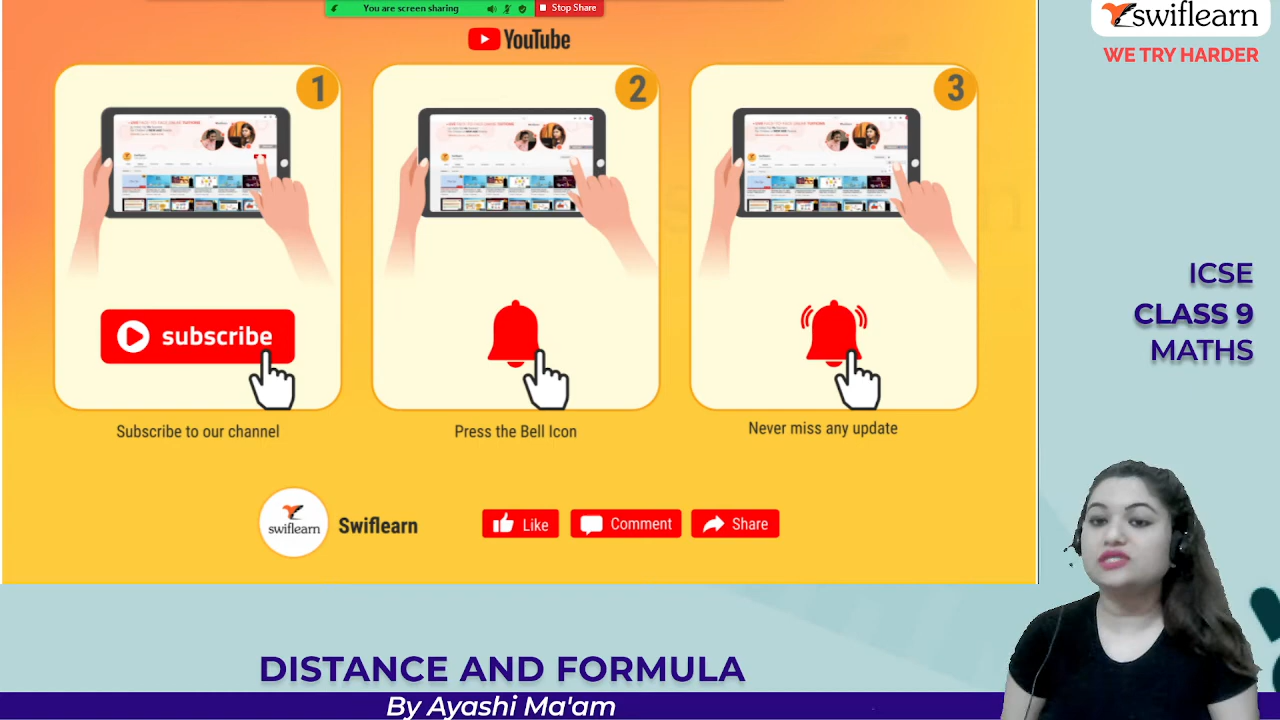 You are screen sharing
Stop Share
swiflearn
WE TRY HARDER
YouTube
1
2
3
subscribe
Subscribe to our channel
Press the Bell Icon
Never miss any update
swiflearn
Swiflearn
Like
Comment
Share
ICSE
CLASS 9
MATHS
DISTANCE AND FORMULA
By Ayashi Ma'am